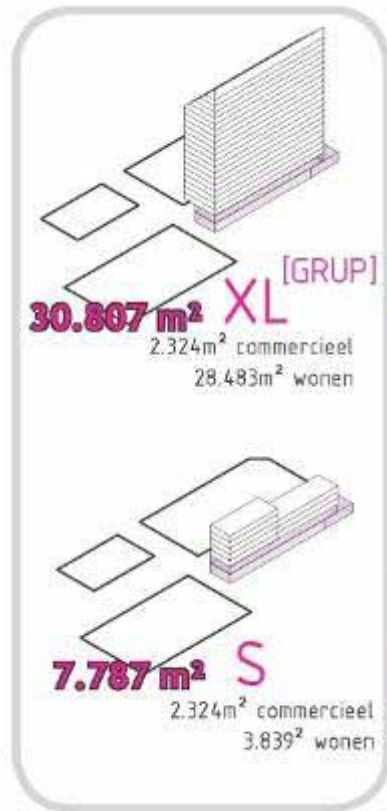 [GRUP]
30.807 m² XL
2.324m² commercieel
28.483m² wonen
7.787 m² S
2.324m² commercieel
3.839² wonen